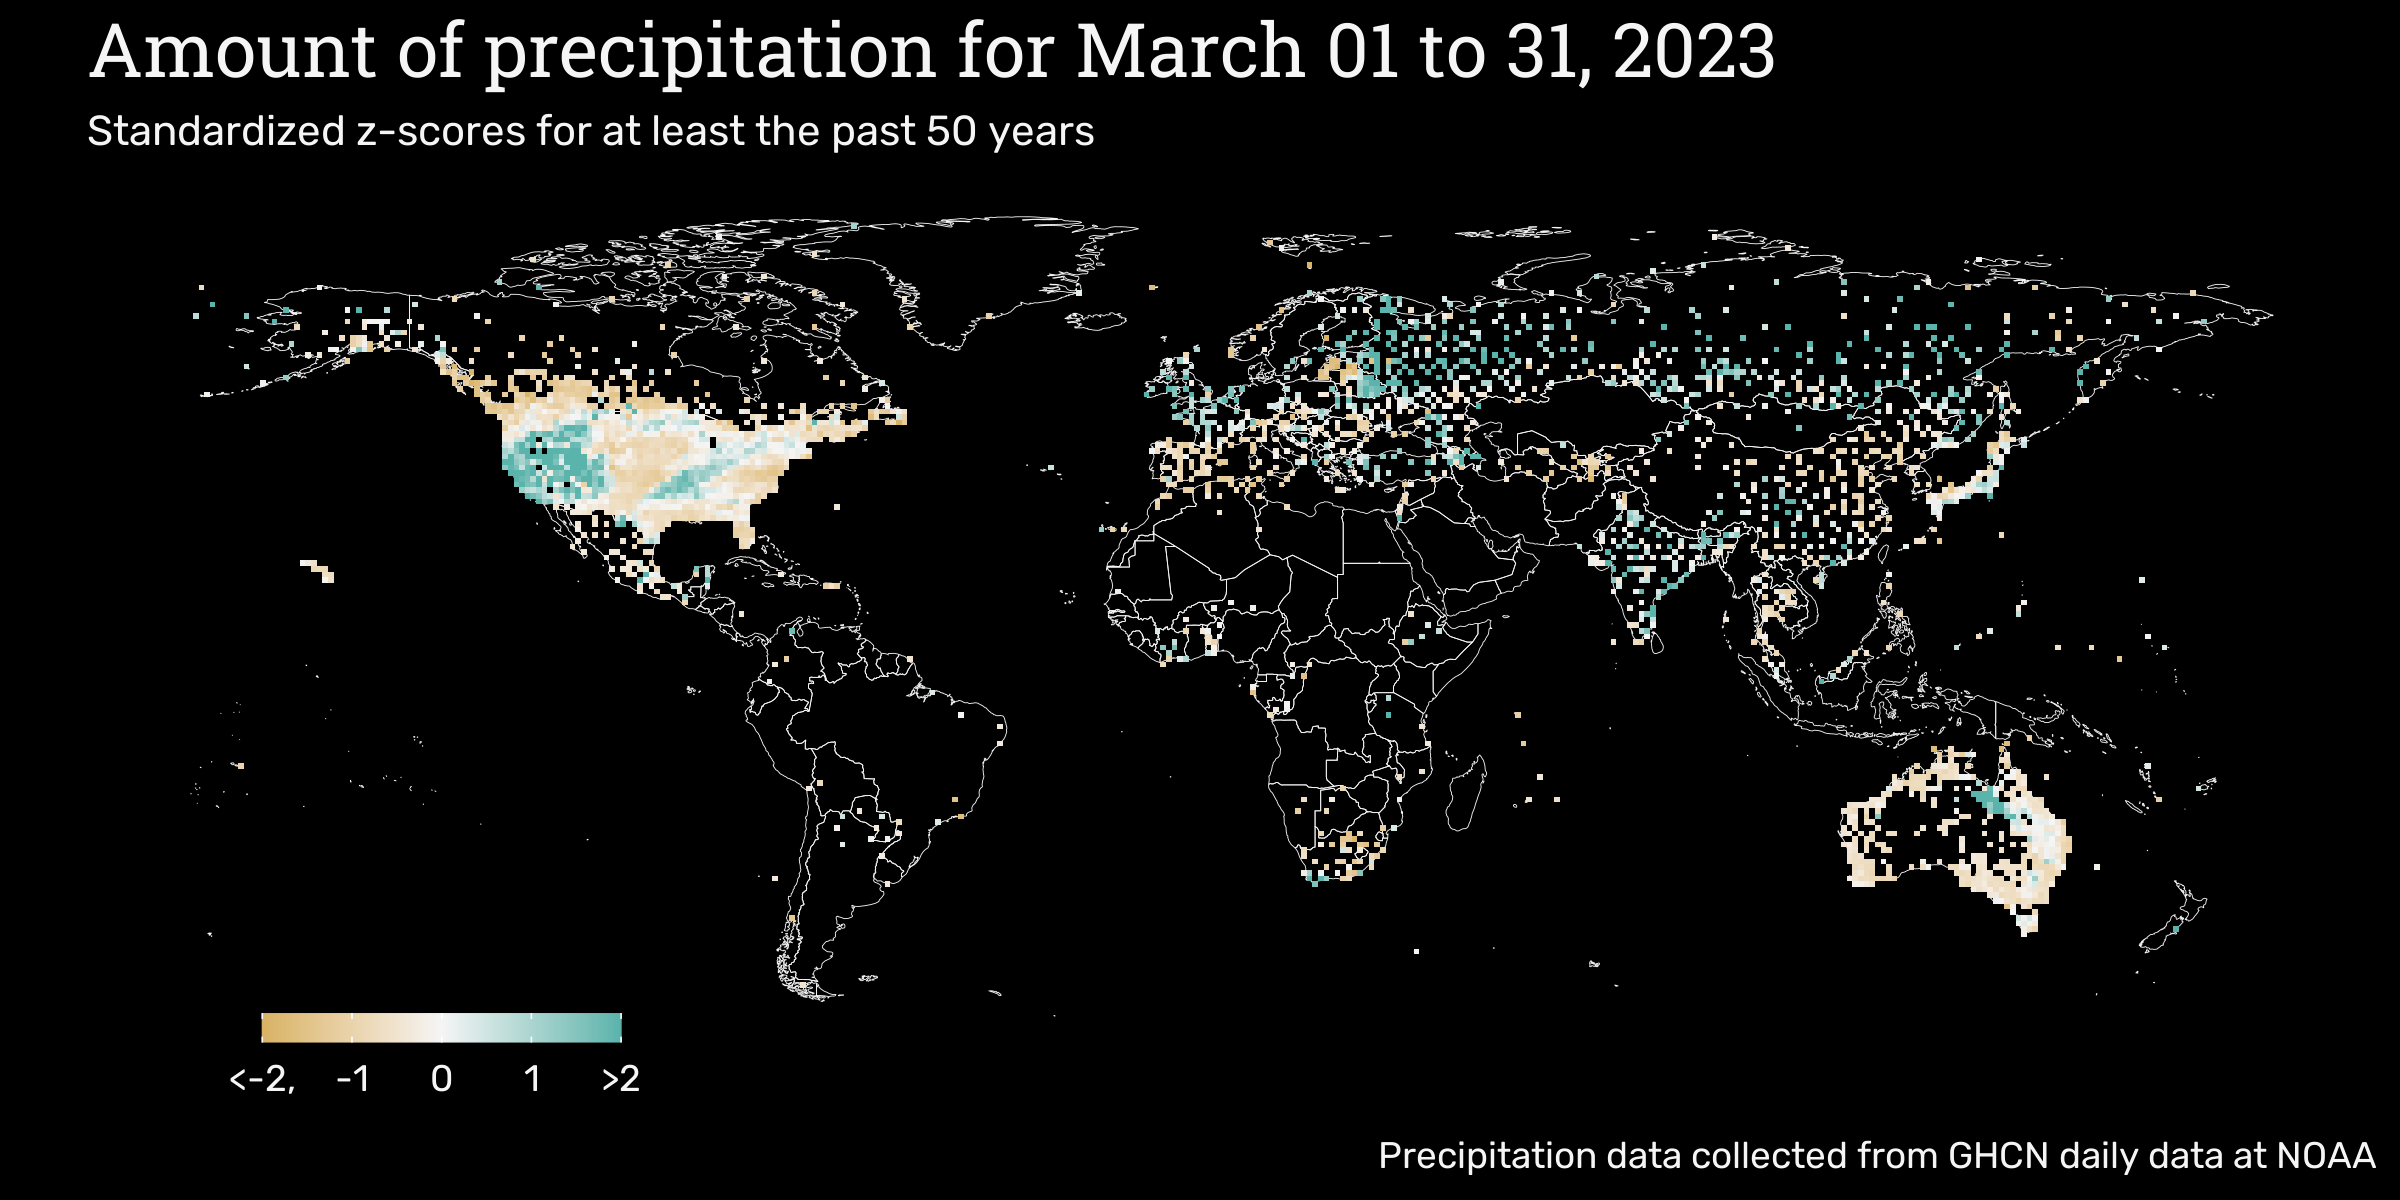 Amount of precipitation for March 01 to 31, 2023
Standardized z-scores for at least the past 50 years
<-2, -1 0 1 >2
Precipitation data collected from GHCN daily data at NOAA